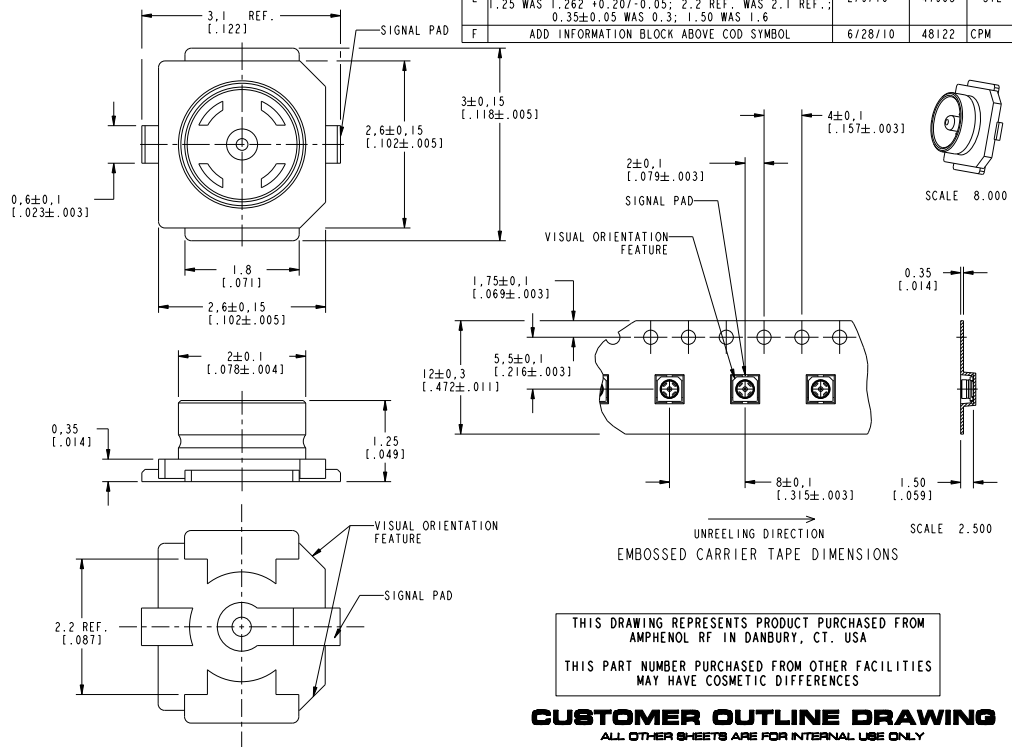 1.25 WAS 1.262 +0.20/-0.05; 2.2 REF. WAS 2.1 REF.;
0.35±0.05 WAS 0.3; 1.50 WAS 1.6
F ADD INFORMATION BLOCK ABOVE COD SYMBOL 6/28/10 48122 CPM
3,1 REF.
[.122]
SIGNAL PAD
3±0,15
[.118±.005]
2,6±0,15
[.102±.005]
0,6±0,1
[.023±.003]
1.8
[.071]
2,6±0,15
[.102±.005]
4±0,1
[.157±.003]
2±0,1
[.079±.003]
SIGNAL PAD
VISUAL ORIENTATION
FEATURE
SCALE 8.000
1,75±0,1
[.069±.003]
0.35
[.014]
5,5±0,1
[.216±.003]
12±0,3
[.472±.011]
2±0.1
[.078±.004]
0,35
[.014]
1.25
[.049]
8±0,1
[.315±.003]
1.50
[.059]
UNREELING DIRECTION
SCALE 2.500
EMBOSSED CARRIER TAPE DIMENSIONS
VISUAL ORIENTATION
FEATURE
SIGNAL PAD
2.2 REF.
[.087]
THIS DRAWING REPRESENTS PRODUCT PURCHASED FROM
AMPHENOL RF IN DANBURY, CT. USA
THIS PART NUMBER PURCHASED FROM OTHER FACILITIES
MAY HAVE COSMETIC DIFFERENCES
CUSTOMER OUTLINE DRAWING
ALL OTHER SHEETS ARE FOR INTERNAL USE ONLY